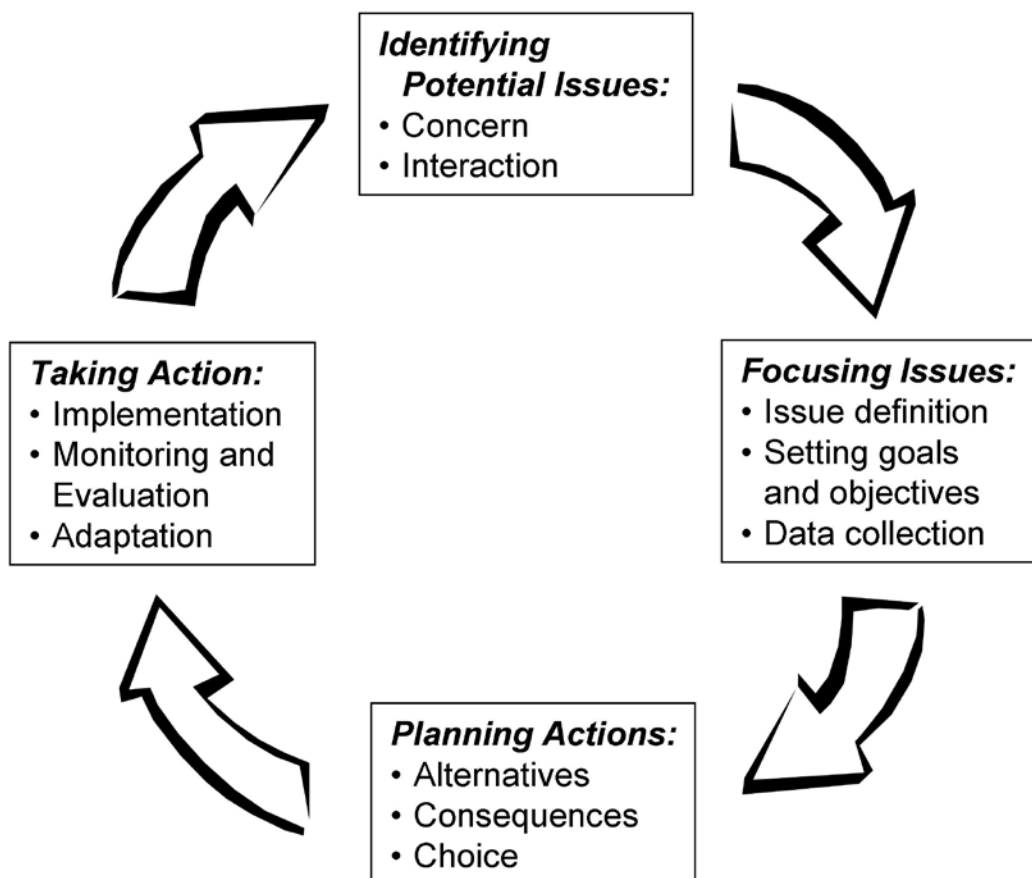 Identifying
Potential Issues:
• Concern
• Interaction
Focusing Issues:
• Issue definition
• Setting goals
and objectives
• Data collection
Planning Actions:
• Alternatives
• Consequences
• Choice
Taking Action:
• Implementation
• Monitoring and
Evaluation
• Adaptation